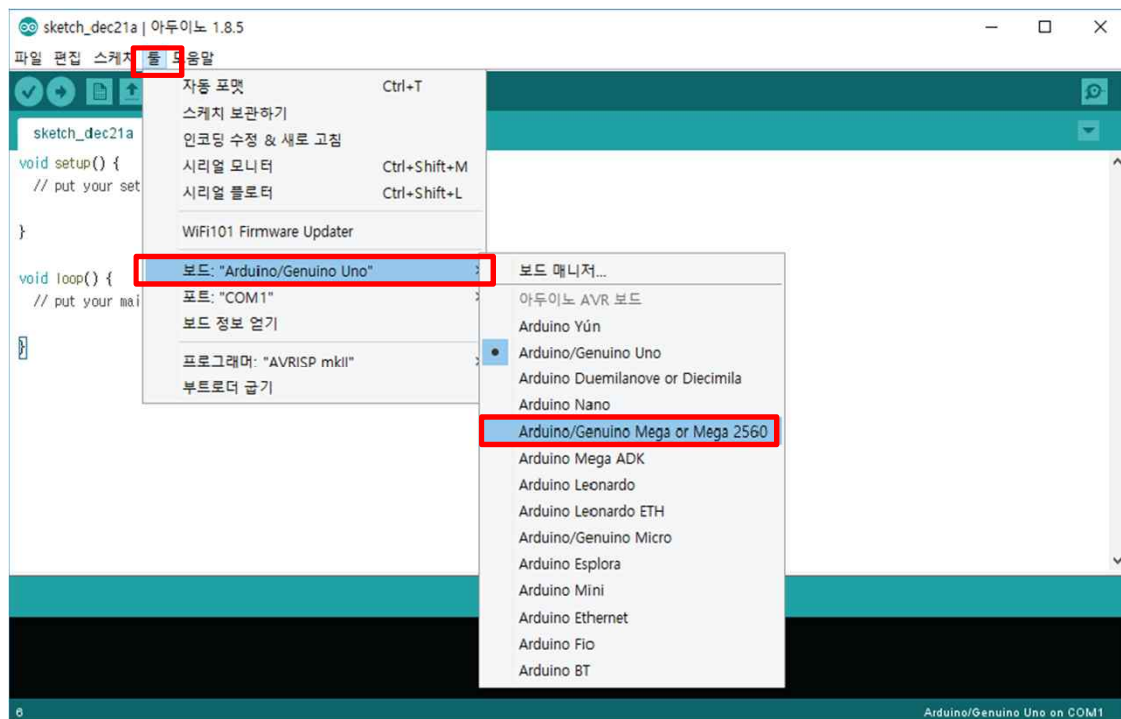 sketch_dec21a | 아두이노 1.8.5
파일 편집 스케치 툴 도움말
자동 포맷 Ctrl+T
스케치 보관하기
인코딩 수정 & 새로 고침
시리얼 모니터 Ctrl+Shift+M
시리얼 플로터 Ctrl+Shift+L
WiFi101 Firmware Updater
보드: "Arduino/Genuino Uno"
포트: "COM1"
보드 정보 얻기
프로그래머: "AVRISP mkII"
부트로더 굽기
sketch_dec21a
void setup() {
// put your set
}
void loop() {
// put your mai
}
보드 매니저...
아두이노 AVR 보드
Arduino Yún
Arduino/Genuino Uno
Arduino Duemilanove or Diecimila
Arduino Nano
Arduino/Genuino Mega or Mega 2560
Arduino Mega ADK
Arduino Leonardo
Arduino Leonardo ETH
Arduino/Genuino Micro
Arduino Esplora
Arduino Mini
Arduino Ethernet
Arduino Fio
Arduino BT
6 Arduino/Genuino Uno on COM1